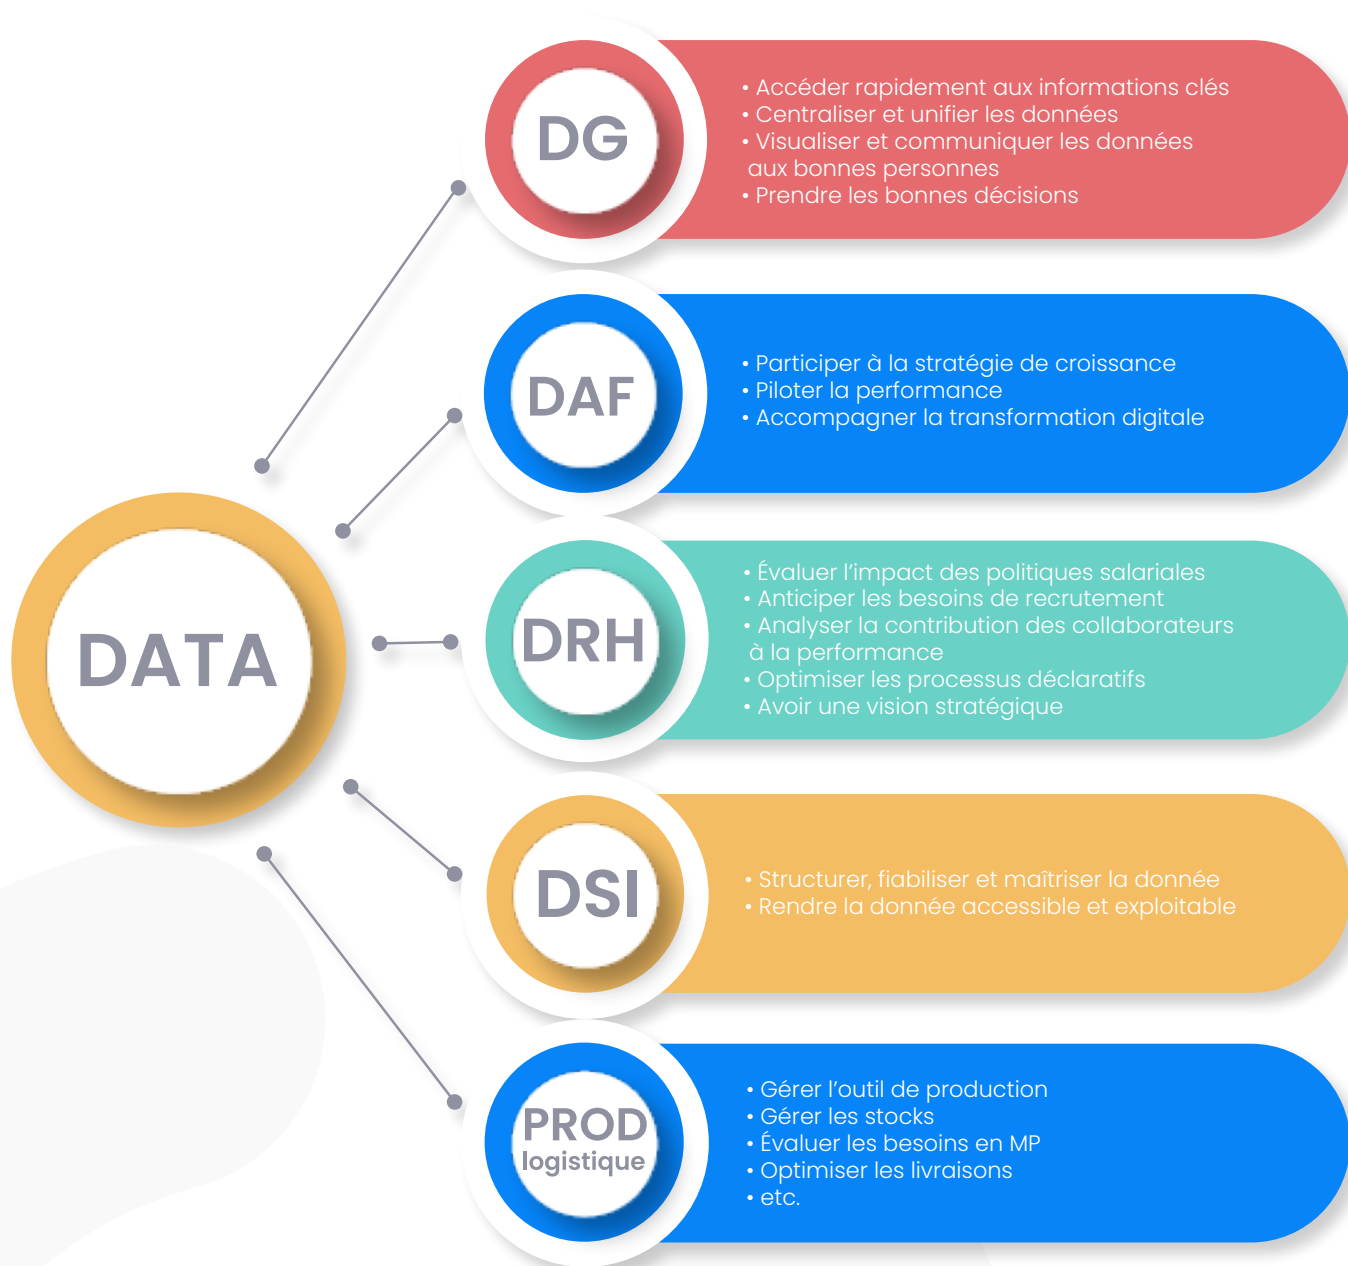 DATA
DG
• Accéder rapidement aux informations clés
• Centraliser et unifier les données
• Visualiser et communiquer les données
aux bonnes personnes
• Prendre les bonnes décisions
DAF
• Participer à la stratégie de croissance
• Piloter la performance
• Accompagner la transformation digitale
DRH
• Évaluer l’impact des politiques salariales
• Anticiper les besoins de recrutement
• Analyser la contribution des collaborateurs
à la performance
• Optimiser les processus déclaratifs
• Avoir une vision stratégique
DSI
• Structurer, fiabiliser et maîtriser la donnée
• Rendre la donnée accessible et exploitable
PROD
logistique
• Gérer l’outil de production
• Gérer les stocks
• Évaluer les besoins en MP
• Optimiser les livraisons
• etc.